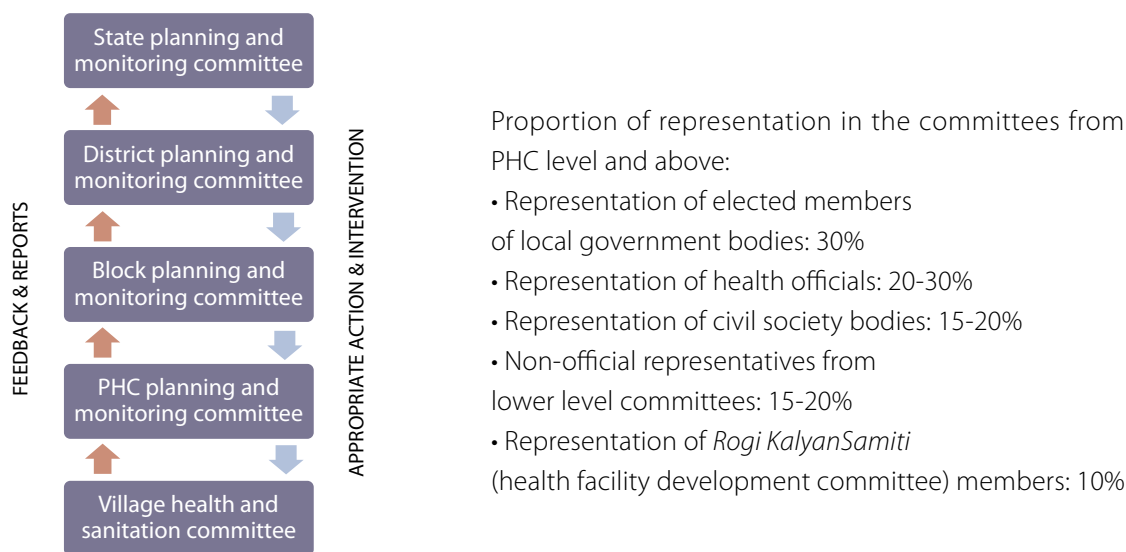 State planning and
monitoring committee
District planning and
monitoring committee
Block planning and
monitoring committee
PHC planning and
monitoring committee
Village health and
sanitation committee
FEEDBACK & REPORTS
APPROPRIATE ACTION & INTERVENTION
Proportion of representation in the committees from
PHC level and above:
• Representation of elected members
of local government bodies: 30%
• Representation of health officials: 20-30%
• Representation of civil society bodies: 15-20%
• Non-official representatives from
lower level committees: 15-20%
• Representation of Rogi KalyanSamiti
(health facility development committee) members: 10%